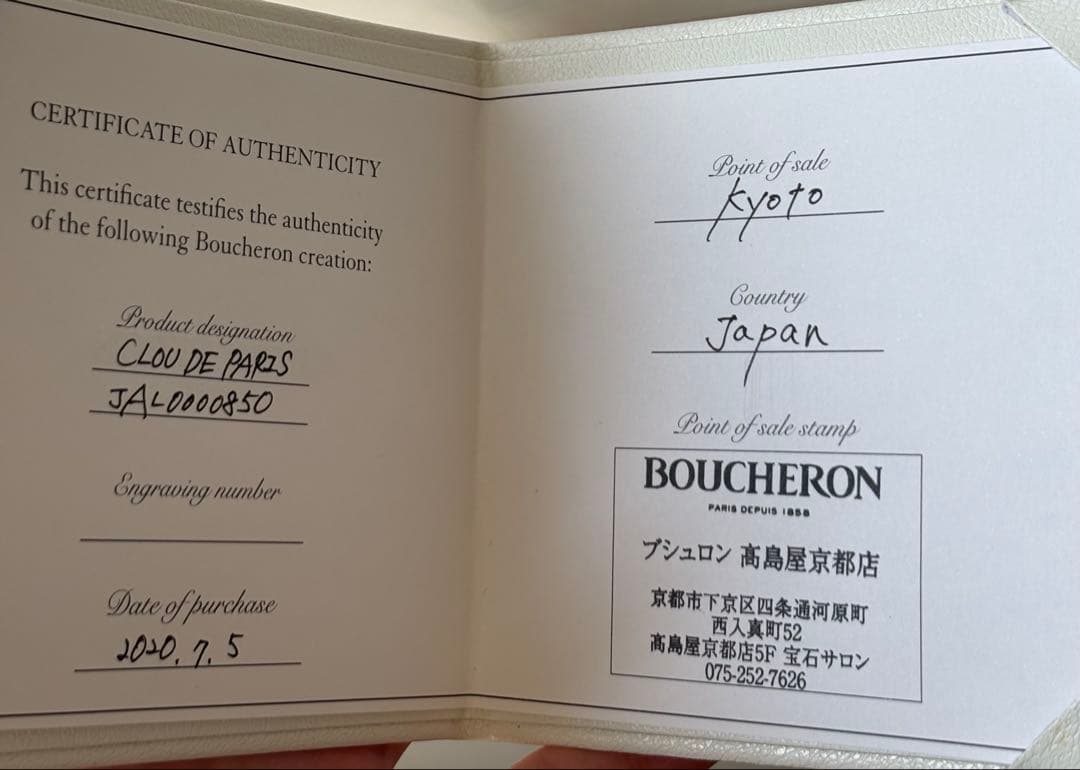 CERTIFICATE OF AUTHENTICITY
This certificate testifies the authenticity
of the following Boucheron creation:
Product designation
CLOU DE PARIS
JAL0000850
Engraving number
Date of purchase
2020.7.5
Point of sale
Kyoto
Country
Japan
Point of sale stamp
BOUCHERON
PARIS DEPUIS 1858
ブシュロン 髙島屋京都店
京都市下京区四条通河原町
西入真町52
髙島屋京都店5F 宝石サロン
075-252-7626